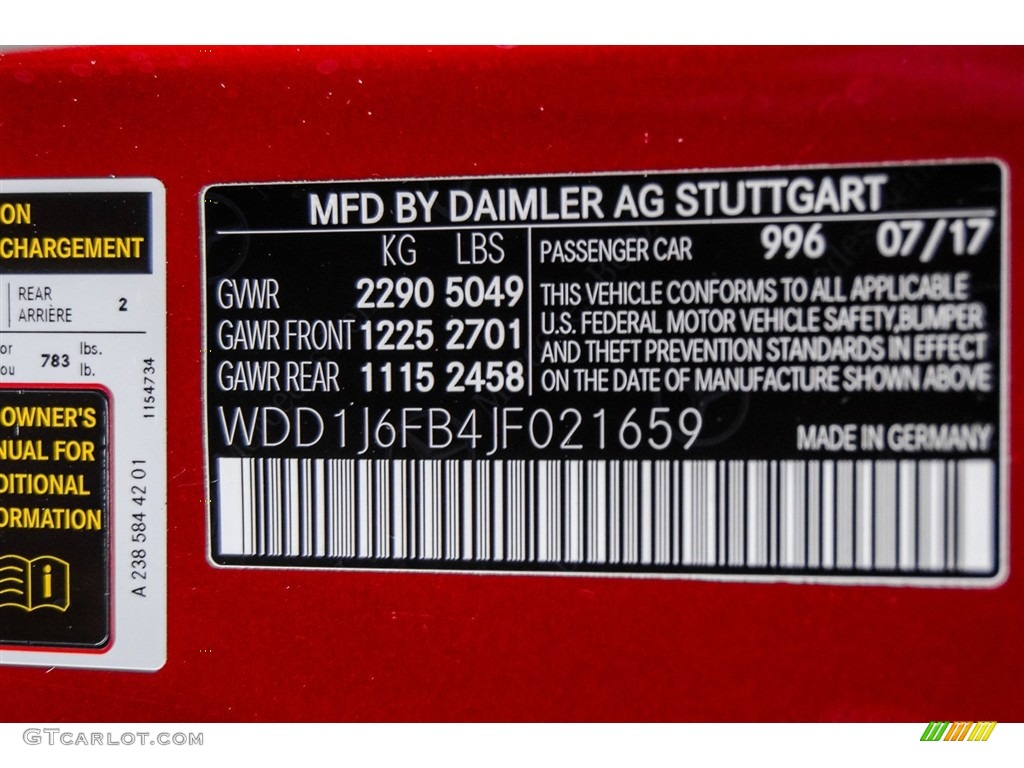 ON
CHARGEMENT
REAR
ARRIÈRE
2
or
ou
783
lbs.
lb.
1154734
OWNER'S
NUAL FOR
DITIONAL
ORMATION
i
A 238 584 42 01
MFD BY DAIMLER AG STUTTGART
KG LBS
GVWR 2290 5049
GAWR FRONT 1225 2701
GAWR REAR 1115 2458
PASSENGER CAR 996 07/17
THIS VEHICLE CONFORMS TO ALL APPLICABLE
U.S. FEDERAL MOTOR VEHICLE SAFETY,BUMPER
AND THEFT PREVENTION STANDARDS IN EFFECT
ON THE DATE OF MANUFACTURE SHOWN ABOVE
WDD1J6FB4JF021659
MADE IN GERMANY
GTCARLOT.COM